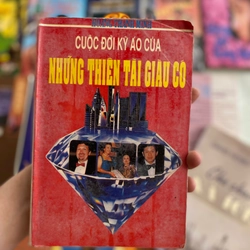 CUỘC ĐỜI KỲ ẢO CỦA
NHỮNG THIÊN TÀI GIÀU CÓ